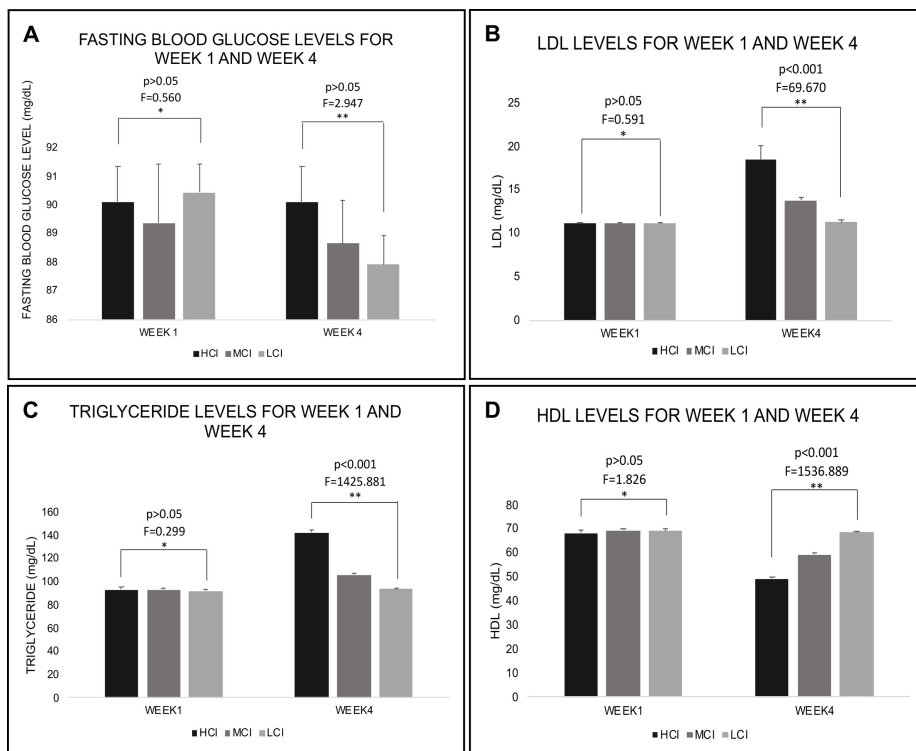 A
FASTING BLOOD GLUCOSE LEVELS FOR
WEEK 1 AND WEEK 4
p>0.05
F=0.560
*
p>0.05
F=2.947
**
FASTING BLOOD GLUCOSE LEVEL (mg/dL)
92
91
90
89
88
87
86
WEEK 1
WEEK 4
HCI MCI LCI
B
LDL LEVELS FOR WEEK 1 AND WEEK 4
p>0.05
F=0.591
*
p<0.001
F=69.670
**
LDL (mg/dL)
25
20
15
10
5
0
WEEK1
WEEK4
HCI MCI LCI
C
TRIGLYCERIDE LEVELS FOR WEEK 1 AND
WEEK 4
p>0.05
F=0.299
*
p<0.001
F=1425.881
**
TRIGLYCERIDE (mg/dL)
160
140
120
100
80
60
40
20
0
WEEK1
WEEK4
HCI MCI LCI
D
HDL LEVELS FOR WEEK 1 AND WEEK 4
p>0.05
F=1.826
*
p<0.001
F=1536.889
**
HDL (mg/dL)
80
70
60
50
40
30
20
10
0
WEEK1
WEEK4
HCI MCI LCI